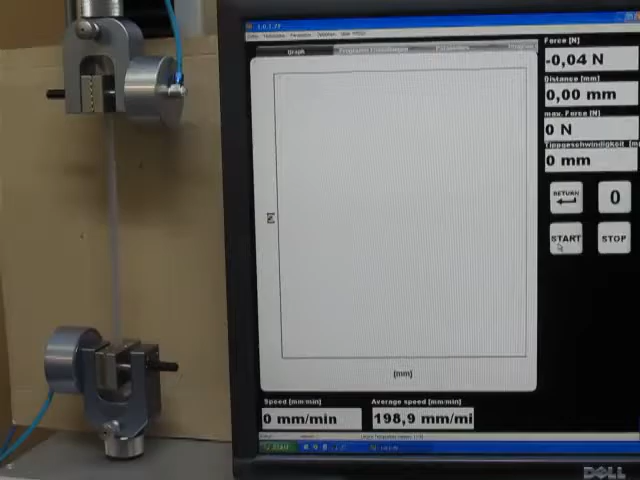 Graph
Force [N]
-0,04 N
Distance [mm]
0,00 mm
max. Force [N]
0 N
Tippgeschwindigkeit [m
0 mm
RETURN
0
START
STOP
[N]
[mm]
Speed [mm/min]
0 mm/min
Average speed [mm/min]
198,9 mm/mi
DELL